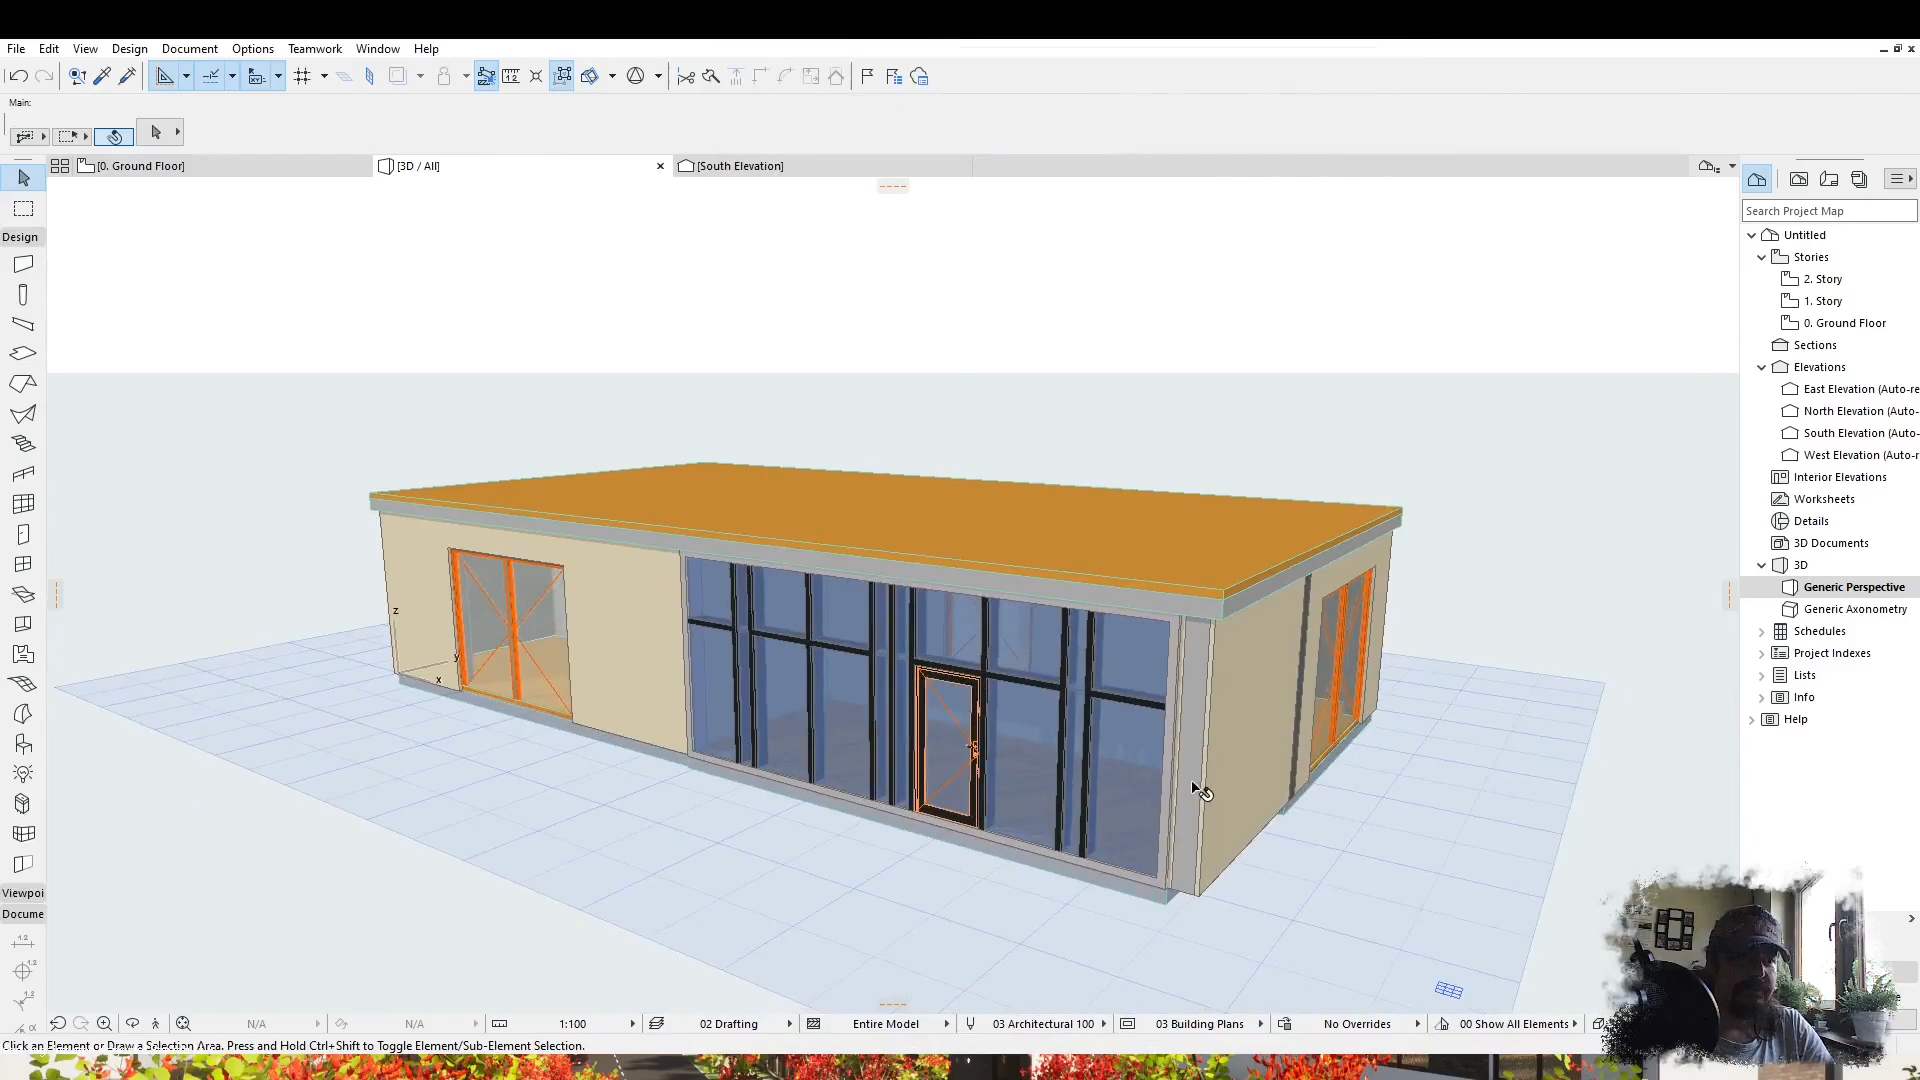 File Edit View Design Document Options Teamwork Window Help
Main:
[0. Ground Floor]
[3D / All]
[South Elevation]
Design
Viewpoi
Docume
z
y
x
Search Project Map
Untitled
Stories
2. Story
1. Story
0. Ground Floor
Sections
Elevations
East Elevation (Auto-re
North Elevation (Auto-
South Elevation (Auto-
West Elevation (Auto-r
Interior Elevations
Worksheets
Details
3D Documents
3D
Generic Perspective
Generic Axonometry
Schedules
Project Indexes
Lists
Info
Help
N/A N/A 1:100 02 Drafting Entire Model 03 Architectural 100 03 Building Plans No Overrides 00 Show All Elements
Click an Element or Draw a Selection Area. Press and Hold Ctrl+Shift to Toggle Element/Sub-Element Selection.